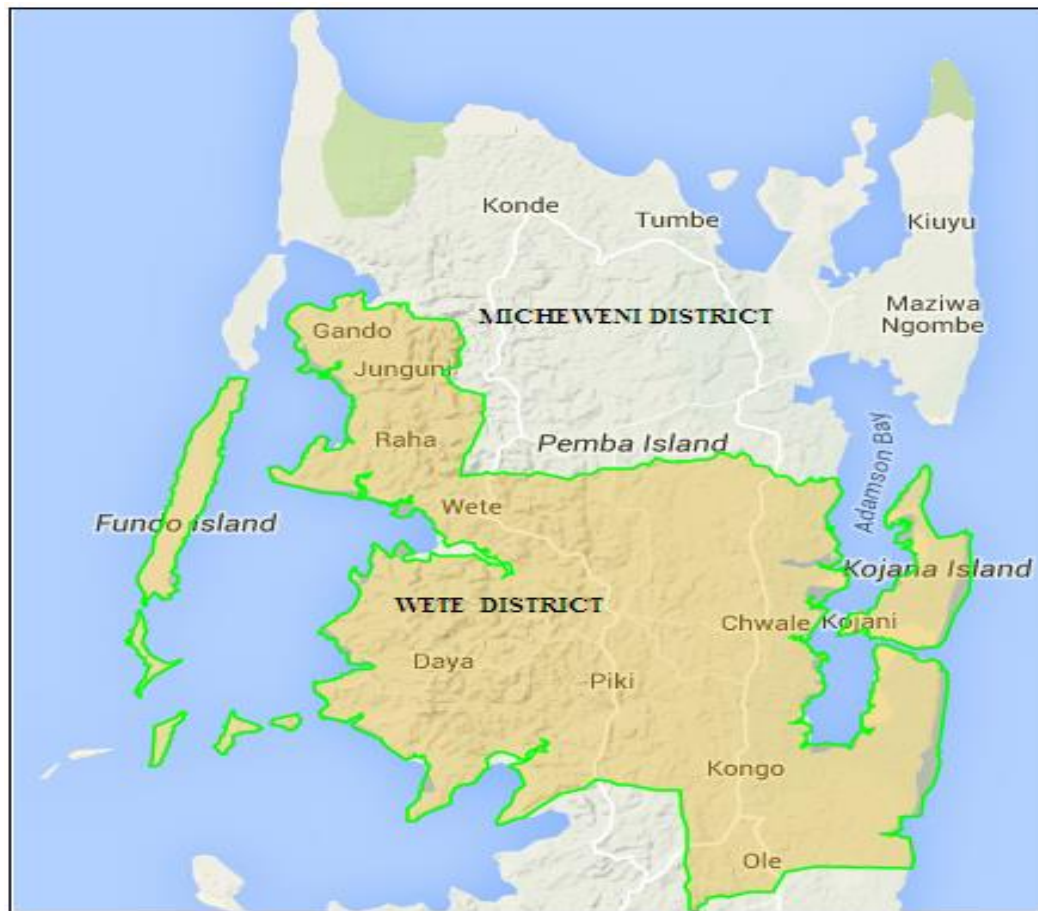 Konde
Tumbe
Kiuyu
Maziwa
Ngombe
MICHEWENI DISTRICT
Gando
Junguni
Raha
Pemba Island
Adamson Bay
Wete
Fundo Island
Kojana Island
WETE DISTRICT
Chwale
Kojani
Daya
Piki
Kongo
Ole